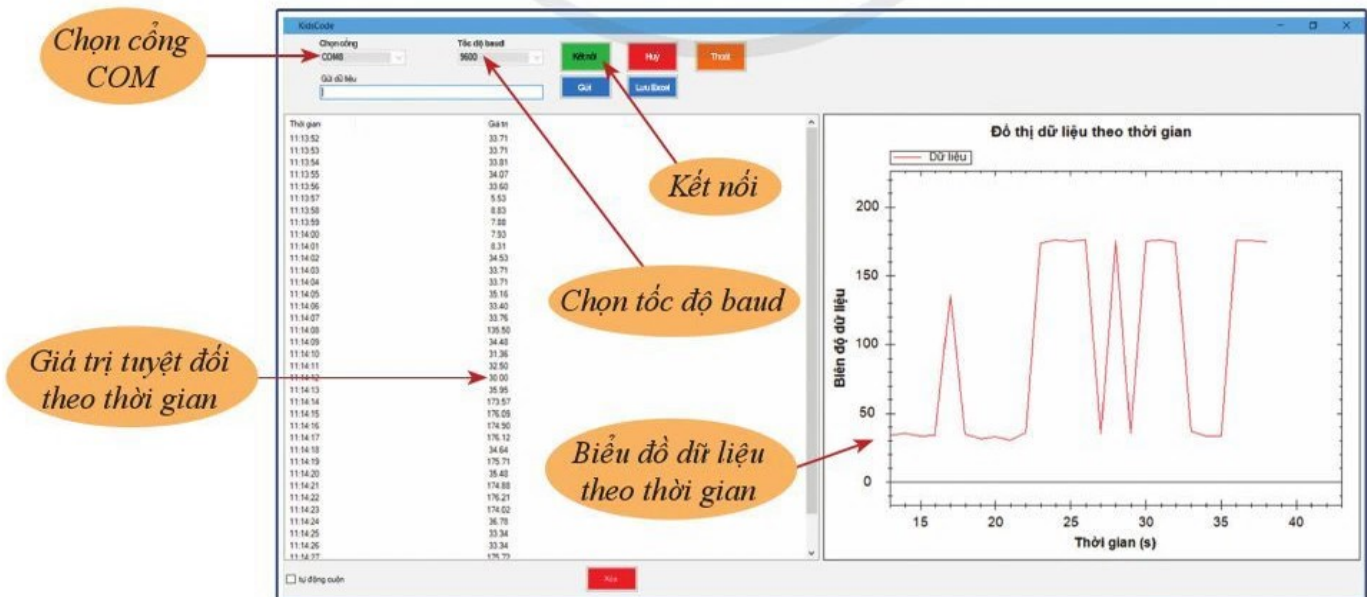 KidsCode
Chọn cổng
COM
Chọn cổng
COM8
Tốc độ baud!
9600
Kết nối
Huỷ
Thoát
Gửi dữ liệu
Gửi
Lưu Excel
Thời gian Giá trị
11:13:52 33.71
11:13:53 33.71
11:13:54 33.81
11:13:55 34.07
11:13:56 33.60
11:13:57 5.53
11:13:58 8.83
11:13:59 7.88
11:14:00 7.93
11:14:01 8.31
11:14:02 34.53
11:14:03 33.71
11:14:04 33.71
11:14:05 35.16
11:14:06 33.40
11:14:07 33.76
11:14:08 135.50
11:14:09 34.48
11:14:10 31.36
11:14:11 32.50
11:14:12 30.00
11:14:13 35.95
11:14:14 173.57
11:14:15 176.09
11:14:16 174.90
11:14:17 176.12
11:14:18 34.64
11:14:19 175.71
11:14:20 35.48
11:14:21 174.88
11:14:22 176.21
11:14:23 174.02
11:14:24 36.78
11:14:25 33.34
11:14:26 33.34
11:14:27 175.72
Kết nối
Chọn tốc độ baud
Giá trị tuyệt đối
theo thời gian
Biểu đồ dữ liệu
theo thời gian
Đồ thị dữ liệu theo thời gian
Dữ liệu
Biên độ dữ liệu
200
150
100
50
0
15 20 25 30 35 40
Thời gian (s)
tự động cuộn
Xóa